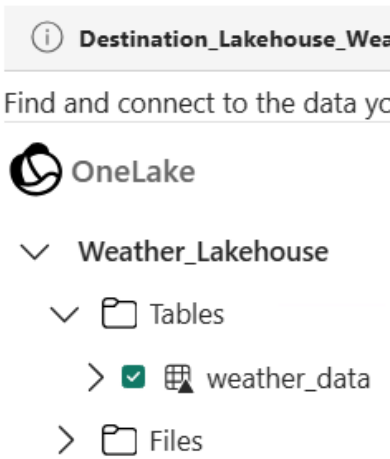 Destination_Lakehouse_Wea
Find and connect to the data yo
OneLake
Weather_Lakehouse
Tables
weather_data
Files